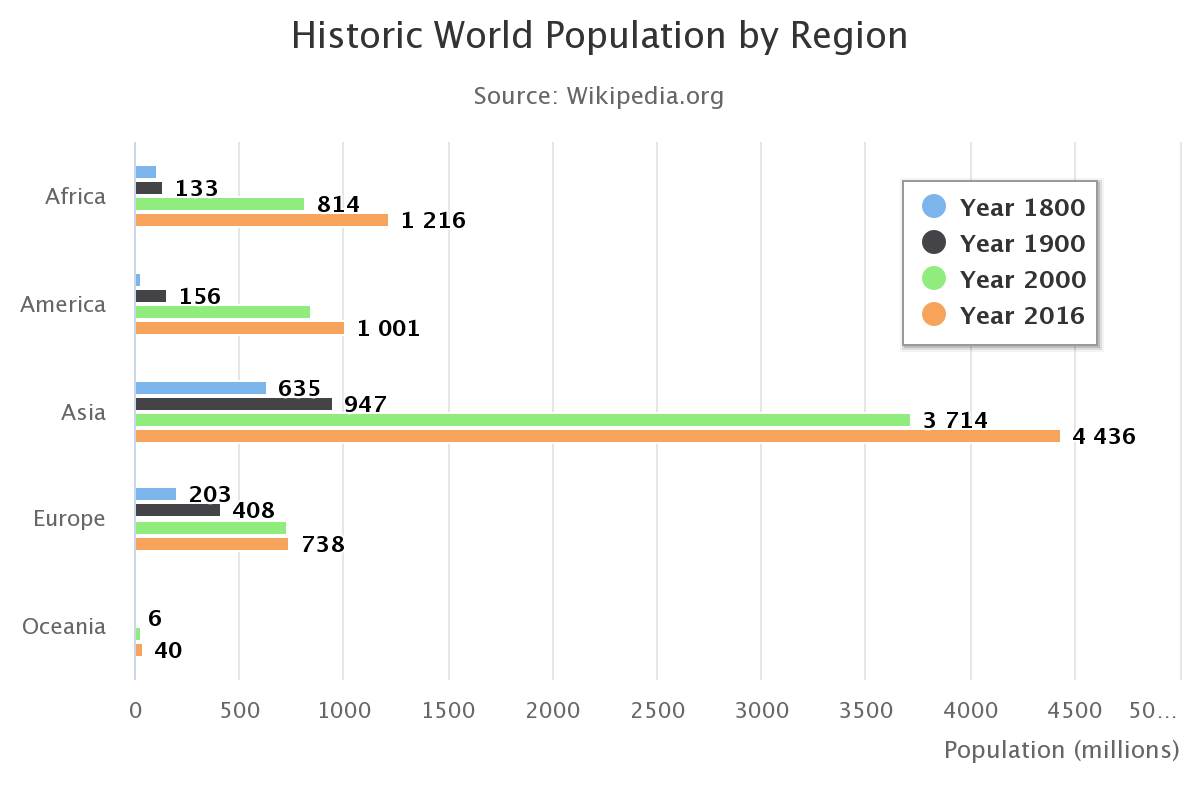 Historic World Population by Region
Source: Wikipedia.org
Africa
133
814
1 216
America
156
1 001
Asia
635
947
3 714
4 436
Europe
203
408
738
Oceania
6
40
Year 1800
Year 1900
Year 2000
Year 2016
0 500 1000 1500 2000 2500 3000 3500 4000 4500 50…
Population (millions)